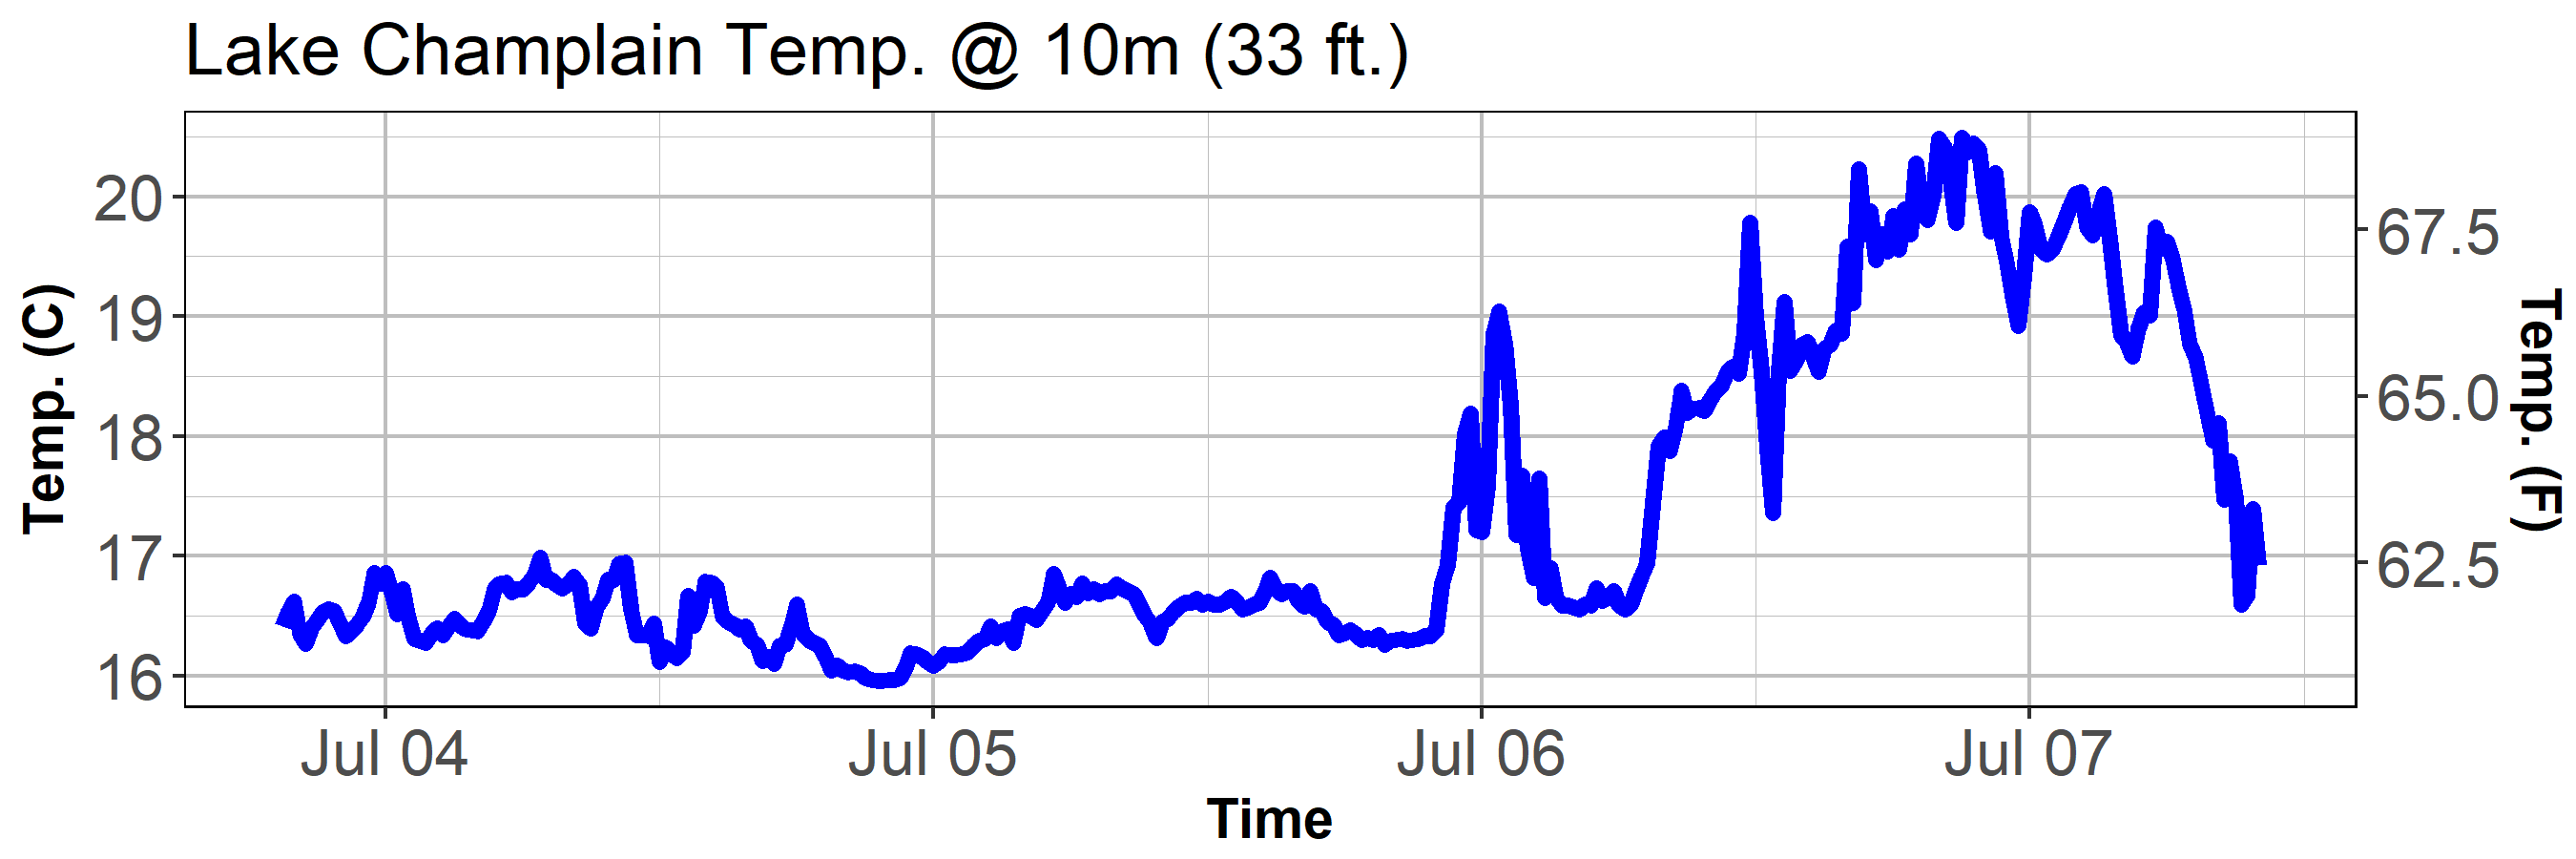 Lake Champlain Temp. @ 10m (33 ft.)
Temp. (C)
20
19
18
17
16
67.5
65.0
62.5
Temp. (F)
Jul 04 Jul 05 Jul 06 Jul 07
Time